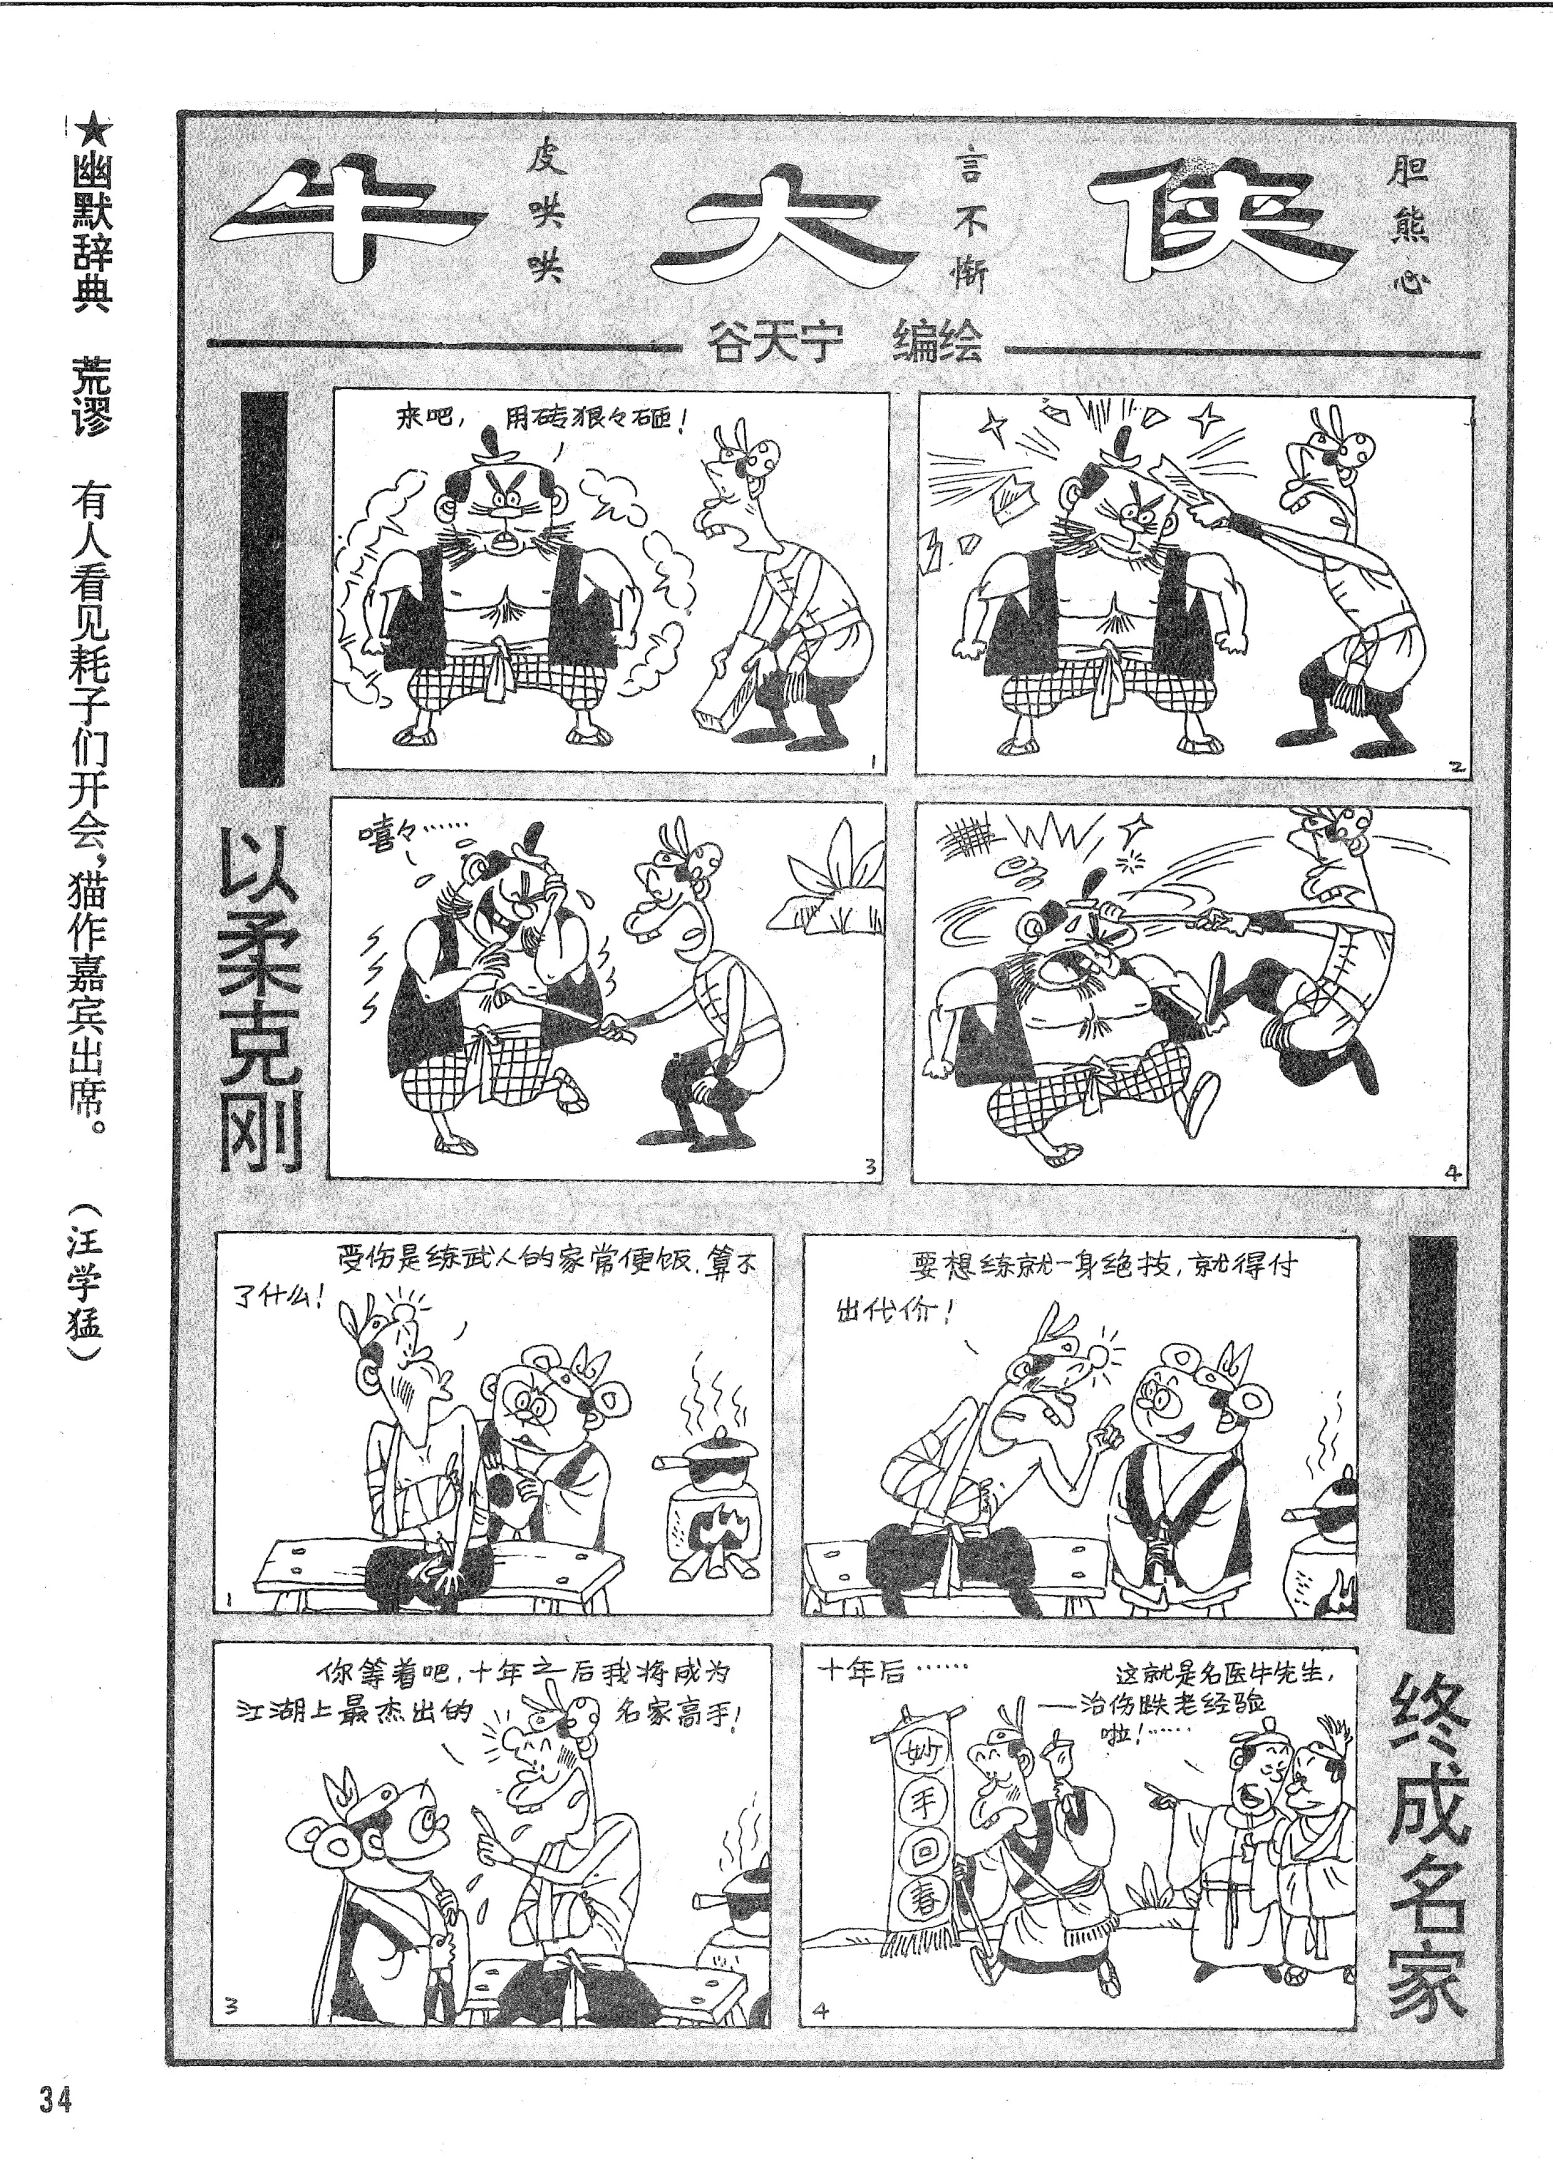 ★幽默辞典 荒谬 有人看见耗子们开会,猫作嘉宾出席。 (汪学猛)
牛皮哄哄
大言不惭
侠胆熊心
谷天宁 编绘
以柔克刚
来吧, 用砖狠々砸!
1
2
嘻々……
3
4
终成名家
受伤是练武人的家常便饭,算不
了什么!
1
要想练就一身绝技,就得付
出代价!
你等着吧,十年之后我将成为
江湖上最杰出的 名家高手!
3
十年后……
这就是名医牛先生,
——治伤跌老经验
啦!……
妙
手
回
春
4
34